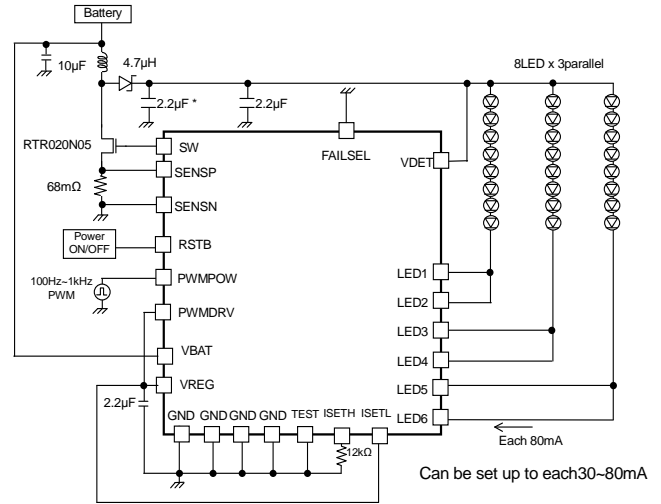 Battery
10µF
4.7µH
2.2µF *
2.2µF
8LED x 3parallel
RTR020N05
68mΩ
SW
SENSP
SENSN
FAILSEL
VDET
Power
ON/OFF
RSTB
100Hz~1kHz
PWM
PWMPOW
PWMDRV
VBAT
VREG
2.2µF
LED1
LED2
LED3
LED4
LED5
LED6
GND
GND
GND
GND
TEST
ISETH
ISETL
12kΩ
Each 80mA
Can be set up to each30~80mA